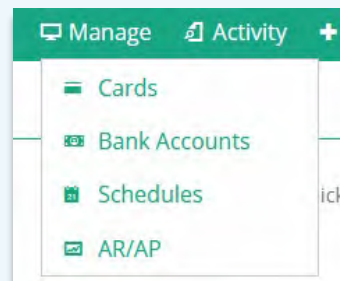 Manage Activity
Cards
Bank Accounts
Schedules
AR/AP